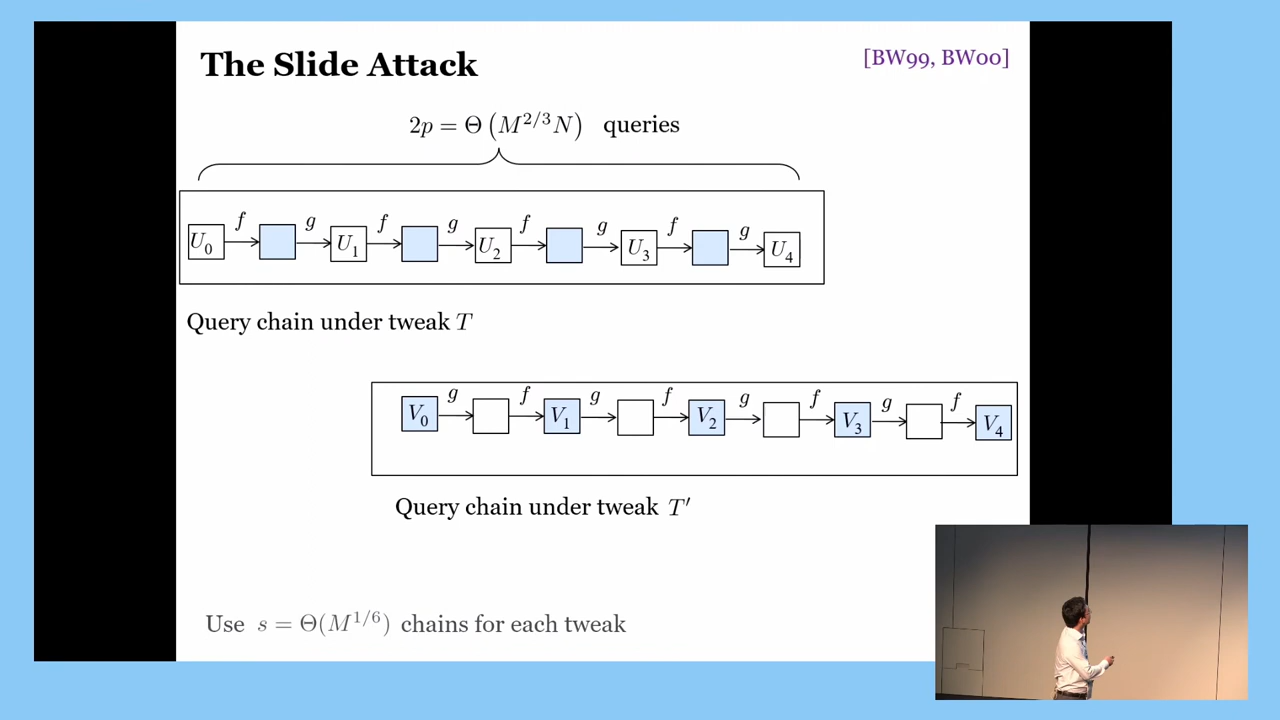 The Slide Attack
[BW99, BW00]
2p = Θ (M^{2/3}N) queries
f g f g f g f g
U₀ U₁ U₂ U₃ U₄
Query chain under tweak T
g f g f g f g f
V₀ V₁ V₂ V₃ V₄
Query chain under tweak T′
Use s = Θ(M^{1/6}) chains for each tweak